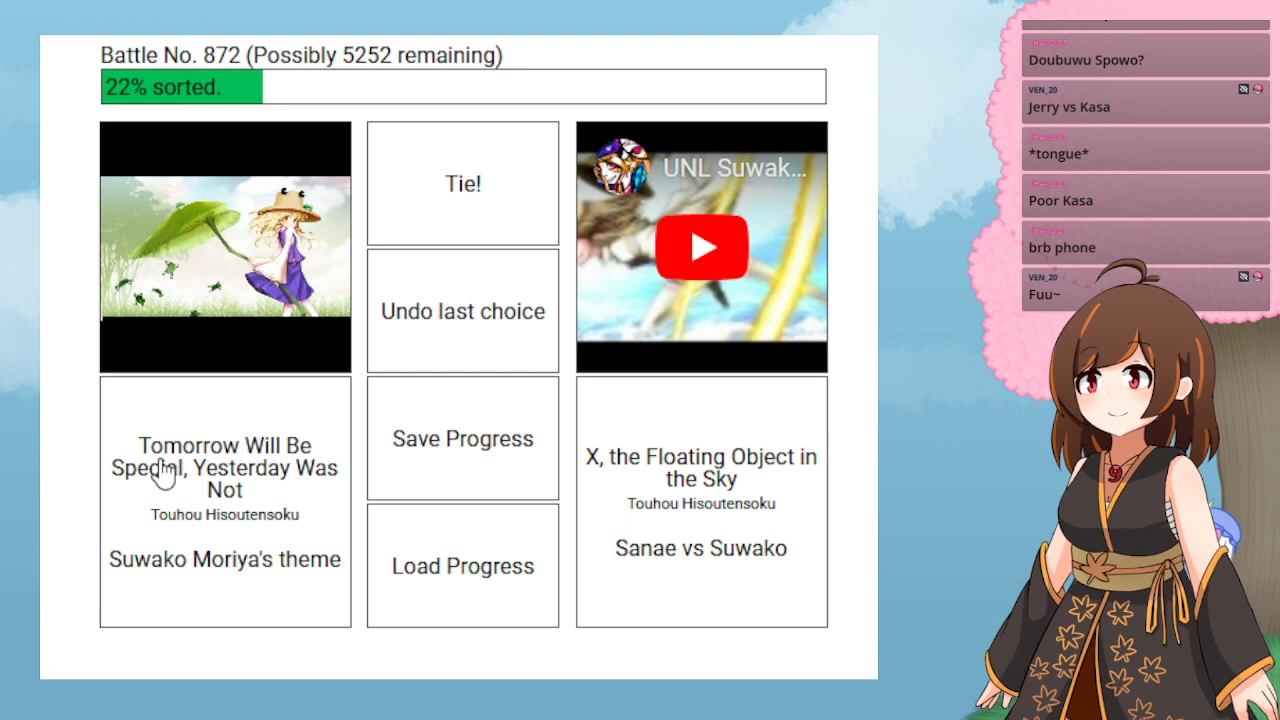 Battle No. 872 (Possibly 5252 remaining)
22% sorted.
Tie!
UNL Suwak...
Undo last choice
Tomorrow Will Be
Special, Yesterday Was
Not
Touhou Hisoutensoku
Suwako Moriya's theme
Save Progress
Load Progress
X, the Floating Object in
the Sky
Touhou Hisoutensoku
Sanae vs Suwako
Doubuwu Spowo?
VEN_20
Jerry vs Kasa
*tongue*
Poor Kasa
brb phone
VEN_20
Fuu~